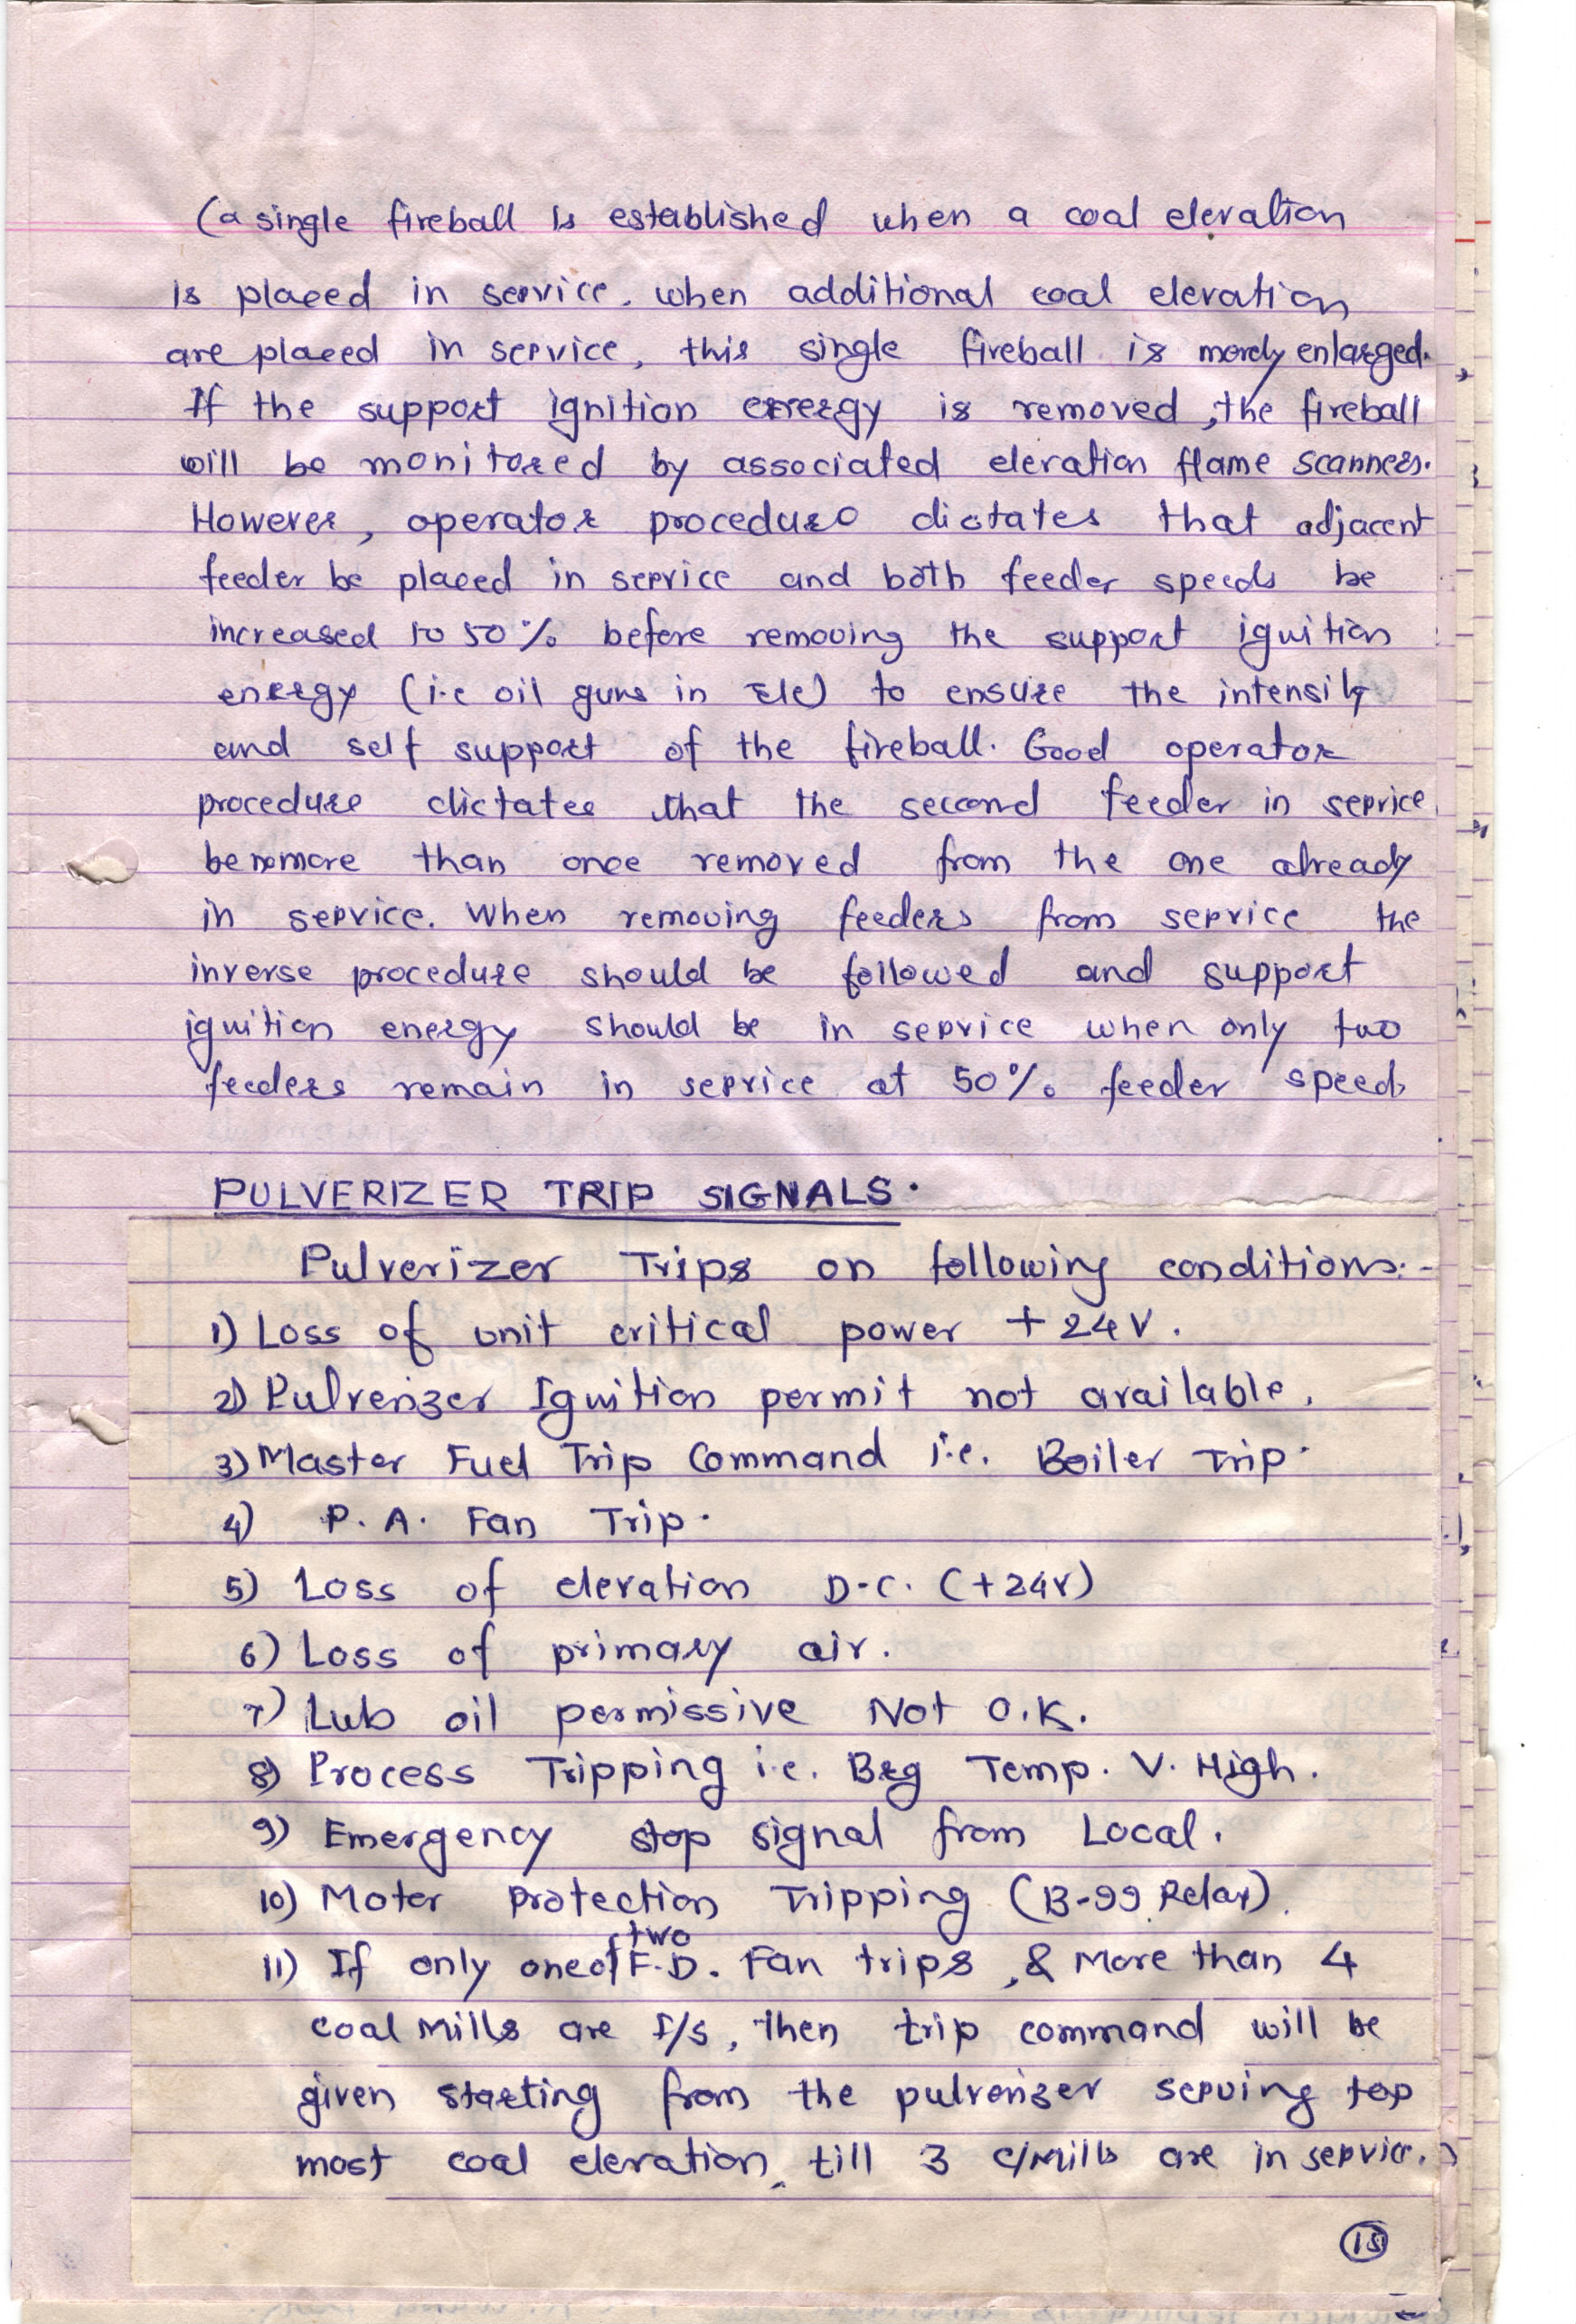 (a single fireball is established when a coal elevation
is placed in service. when additional coal elevation
are placed in service, this single fireball is merely enlarged.
If the support ignition energy is removed, the fireball
will be monitored by associated elevation flame scanners.
However, operator procedure dictates that adjacent
feeder be placed in service and both feeder speeds be
increased to 50% before removing the support ignition
energy (i.e oil guns in Ele) to ensure the intensity
and self support of the fireball. Good operator
procedure dictates that the second feeder in service
be no more than once removed from the one already
in service. When removing feeders from service the
inverse procedure should be followed and support
ignition energy should be in service when only two
feeders remain in service at 50% feeder speed
PULVERIZER TRIP SIGNALS.
Pulverizer Trips on following conditions:-
1) Loss of unit critical power +24V.
2) Pulverizer Ignition permit not available.
3) Master Fuel Trip Command i.e. Boiler Trip.
4) P.A. Fan Trip.
5) Loss of elevation D.C. (+24V)
6) Loss of primary air.
7) Lub oil permissive Not O.K.
8) Process Tripping i.e. Brg Temp. V. High.
9) Emergency stop signal from Local.
10) Motor protection Tripping (B-99 Relay).
11) If only one of two F.D. Fan trips, & More than 4
coal Mills are I/S, Then trip command will be
given starting from the pulverizer serving top
most coal elevation, till 3 C/Mills are in service.
15